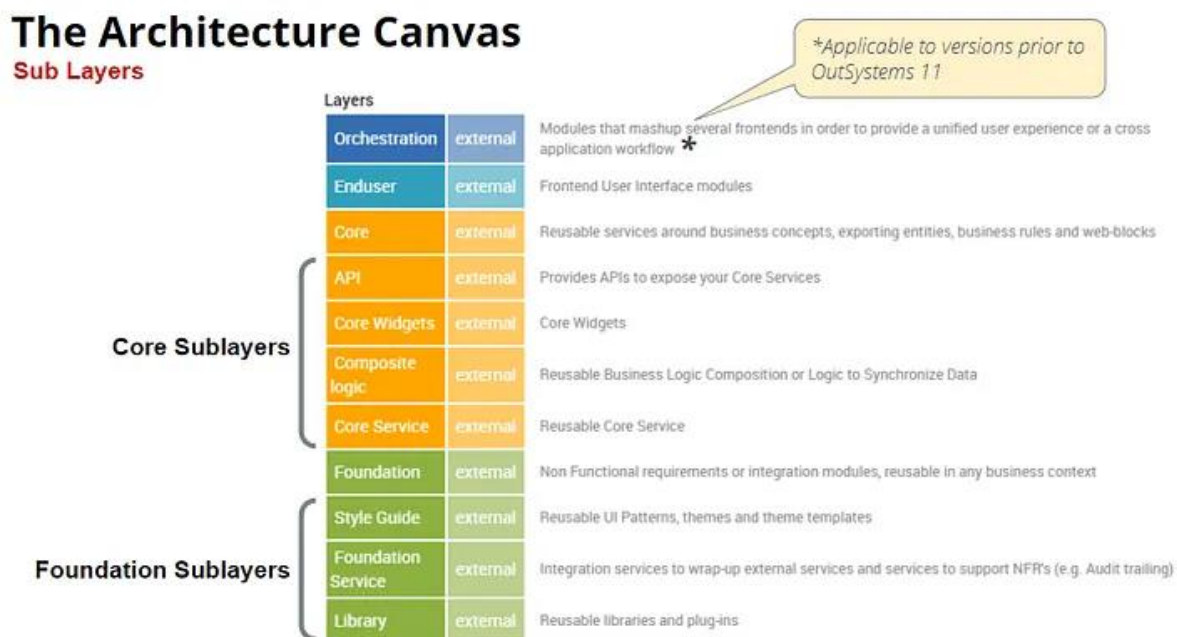 The Architecture Canvas
Sub Layers
*Applicable to versions prior to
OutSystems 11
Layers
Orchestration external Modules that mashup several frontends in order to provide a unified user experience or a cross
application workflow *
Enduser external Frontend User Interface modules
Core external Reusable services around business concepts, exporting entities, business rules and web-blocks
Core Sublayers
API external Provides APIs to expose your Core Services
Core Widgets external Core Widgets
Composite
logic external Reusable Business Logic Composition or Logic to Synchronize Data
Core Service external Reusable Core Service
Foundation external Non Functional requirements or integration modules, reusable in any business context
Foundation Sublayers
Style Guide external Reusable UI Patterns, themes and theme templates
Foundation
Service external Integration services to wrap-up external services and services to support NFR's (e.g. Audit trailing)
Library external Reusable libraries and plug-ins